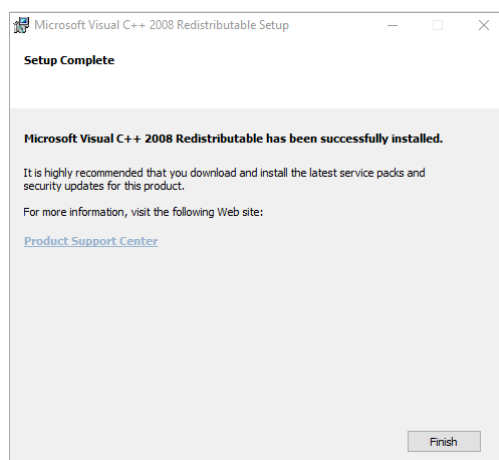 Microsoft Visual C++ 2008 Redistributable Setup
Setup Complete
Microsoft Visual C++ 2008 Redistributable has been successfully installed.
It is highly recommended that you download and install the latest service packs and
security updates for this product.
For more information, visit the following Web site:
Product Support Center
Finish